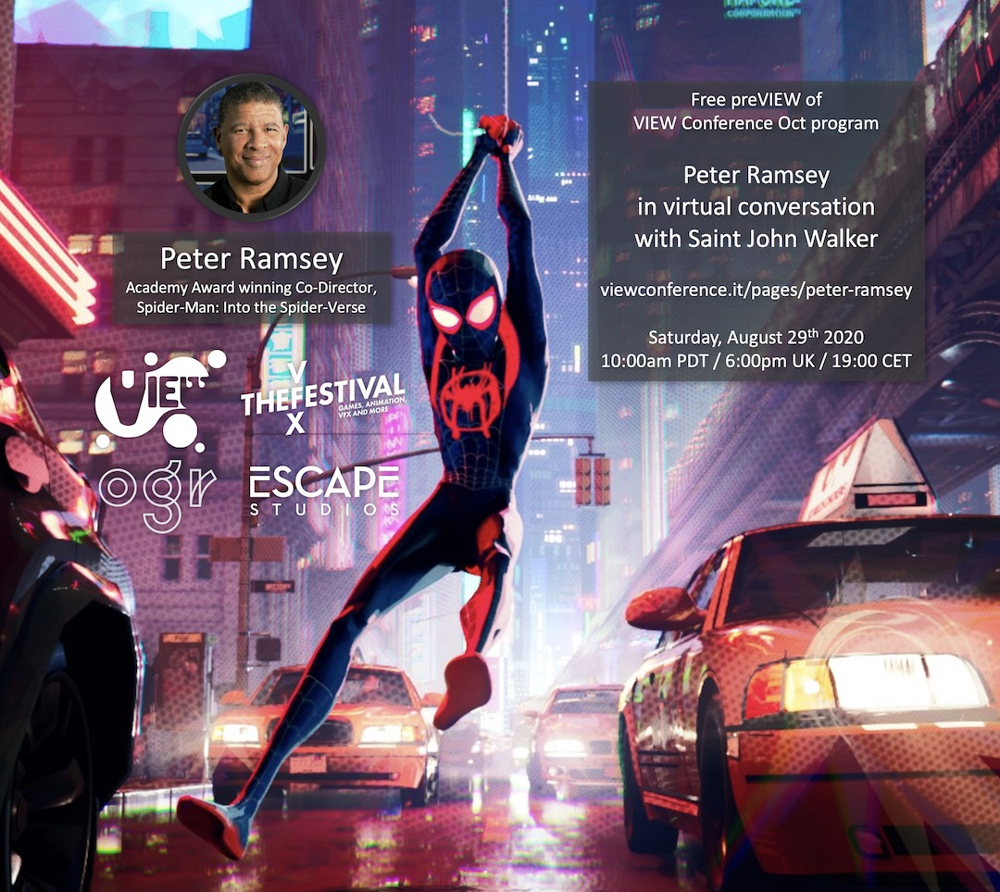 Peter Ramsey
Academy Award winning Co-Director,
Spider-Man: Into the Spider-Verse
VIEW
V
THEFESTIVAL
X
GAMES, ANIMATION,
VFX AND MORE
ogr
ESCAPE
STUDIOS
CORPORATION
Free preVIEW of
VIEW Conference Oct program
Peter Ramsey
in virtual conversation
with Saint John Walker
viewconference.it/pages/peter-ramsey
Saturday, August 29th 2020
10:00am PDT / 6:00pm UK / 19:00 CET